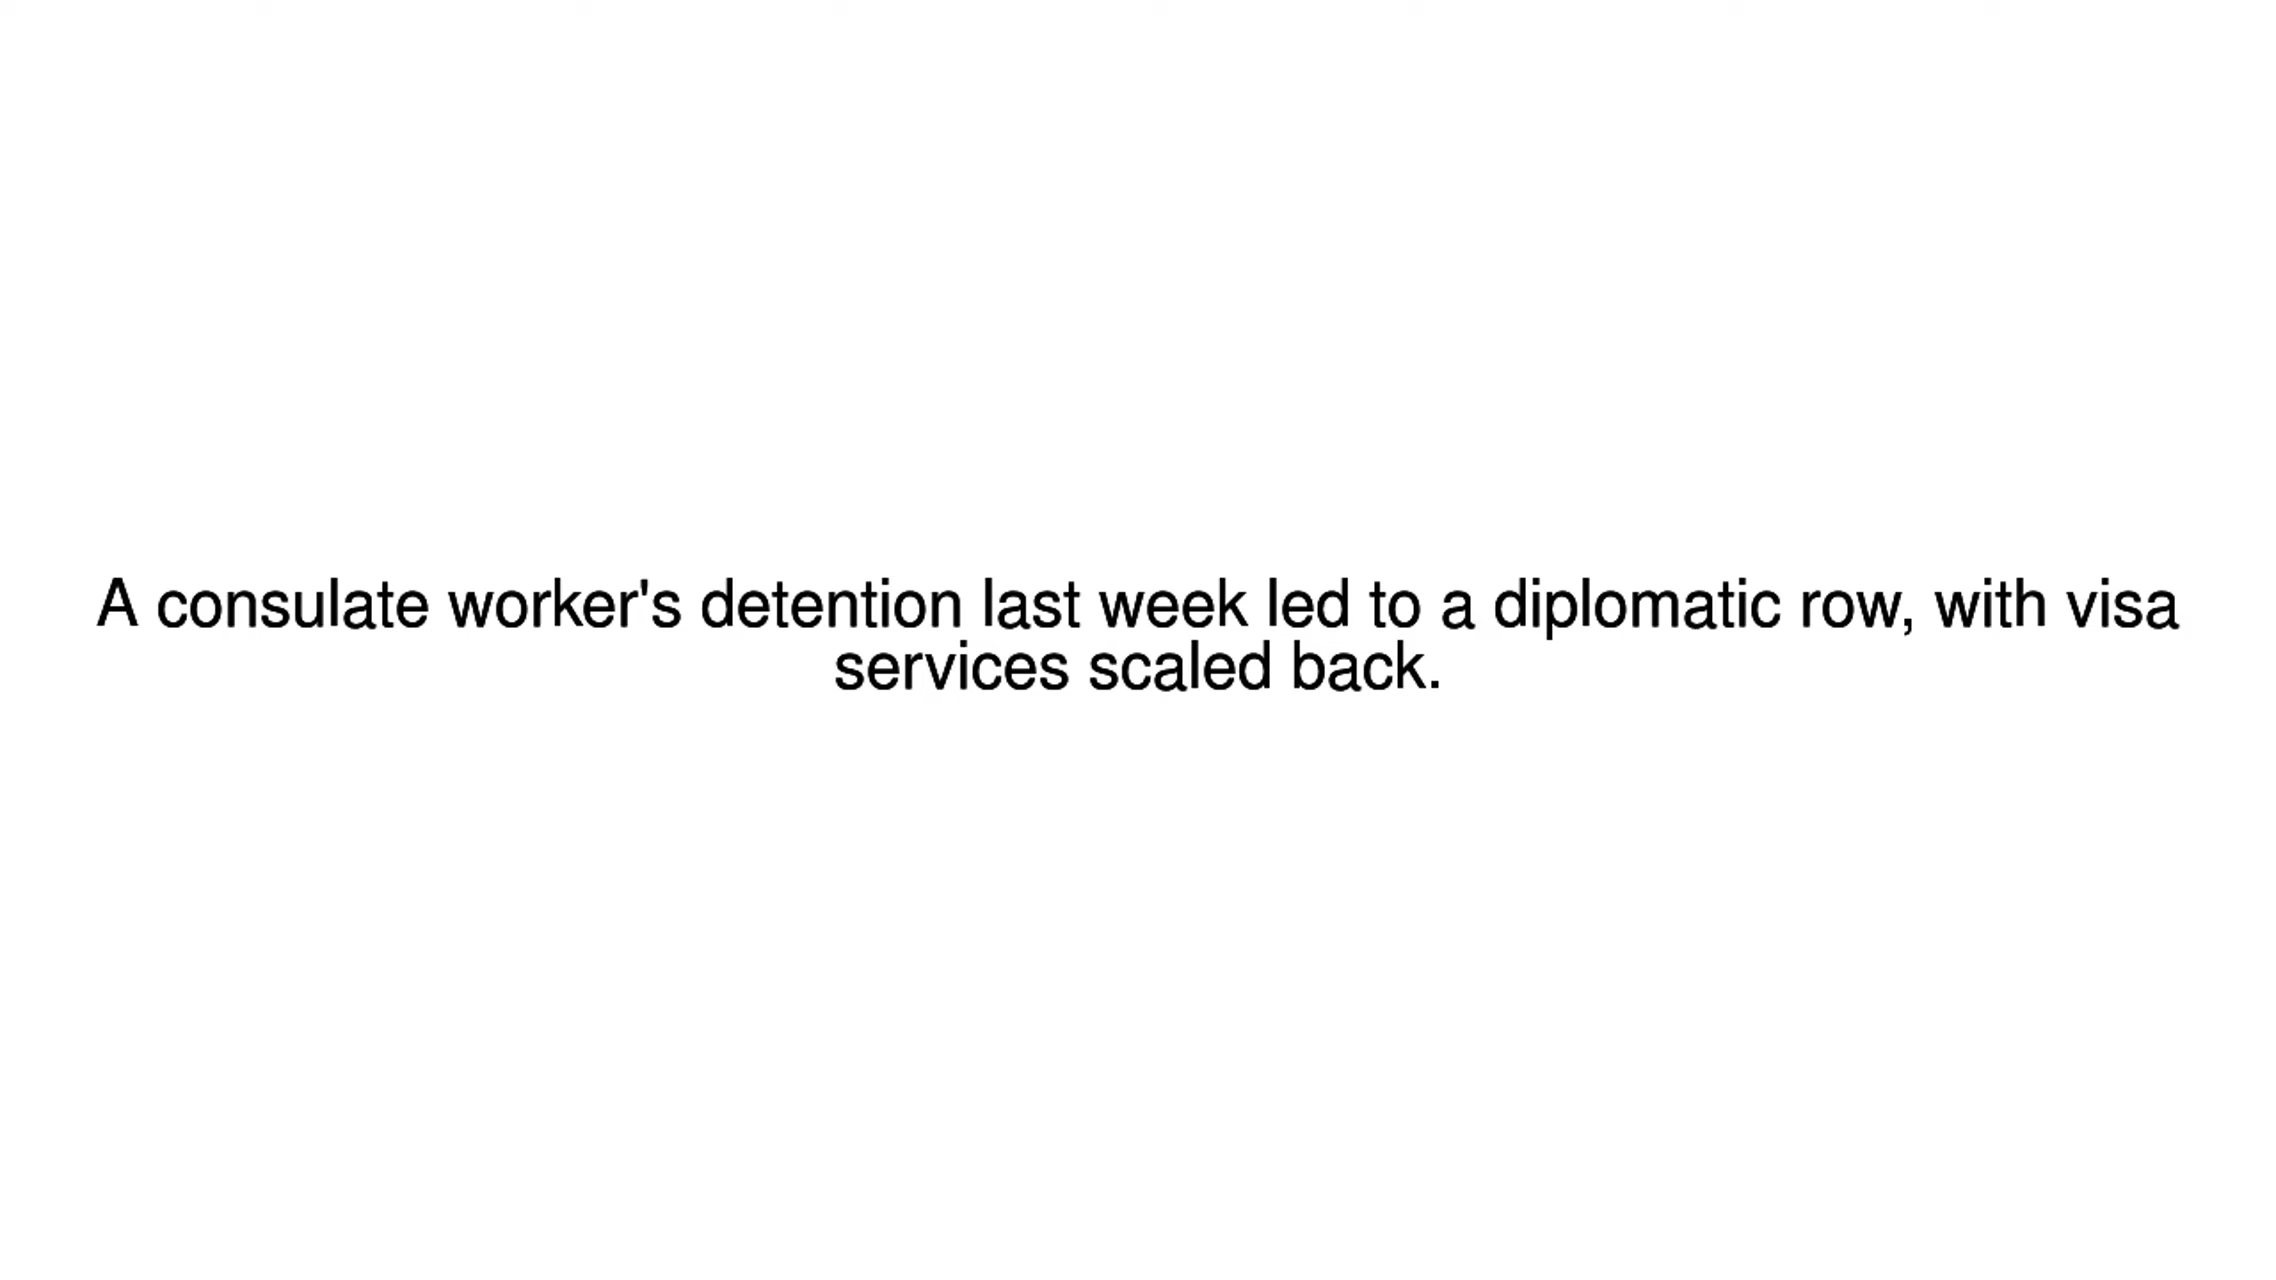 A consulate worker's detention last week led to a diplomatic row, with visa
services scaled back.